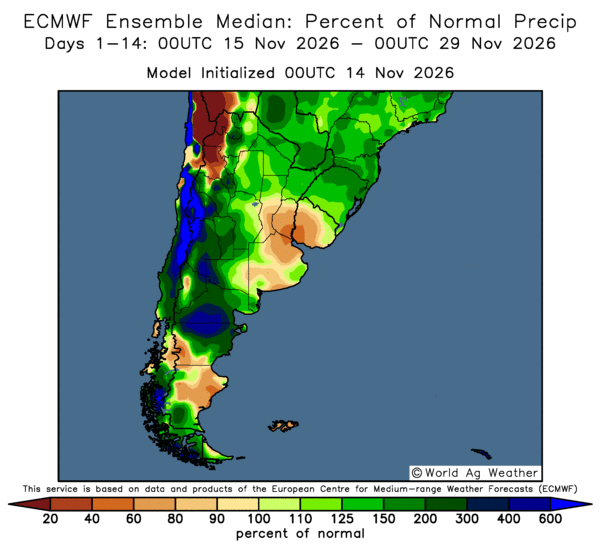 ECMWF Ensemble Median: Percent of Normal Precip
Days 1–14: 00UTC 15 Nov 2026 – 00UTC 29 Nov 2026
Model Initialized 00UTC 14 Nov 2026
© World Ag Weather
This service is based on data and products of the European Centre for Medium-range Weather Forecasts (ECMWF)
20 40 60 80 90 100 110 125 150 200 300 400 600
percent of normal